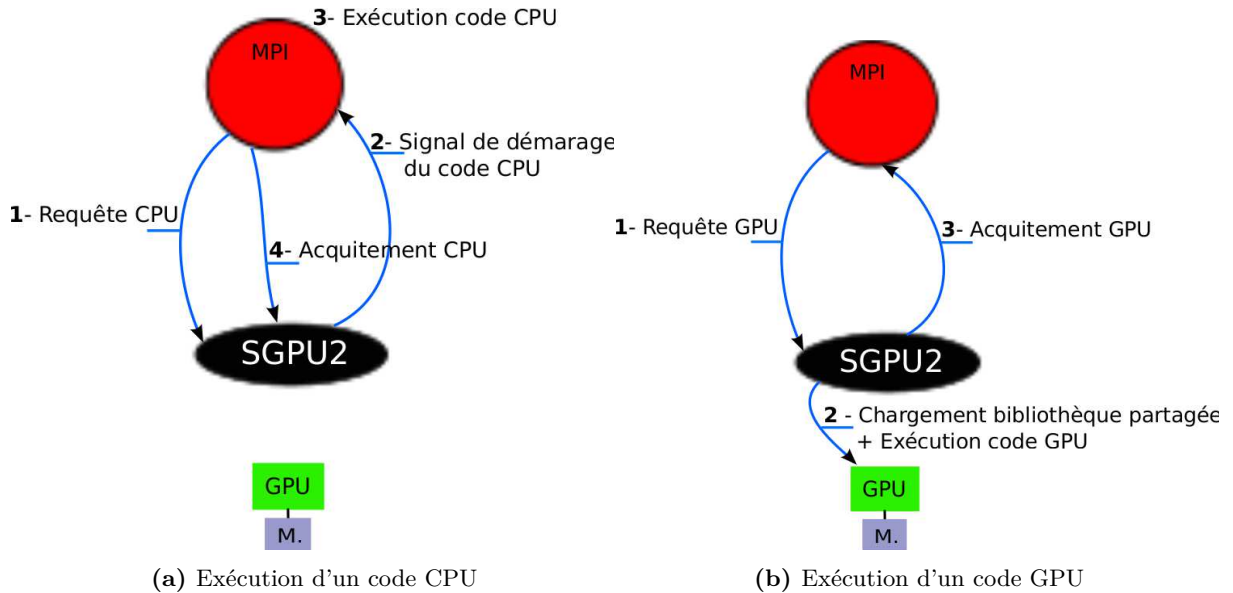 3- Exécution code CPU
MPI
2- Signal de démarage
du code CPU
1- Requête CPU
4- Acquitement CPU
SGPU2
GPU
M.
(a) Exécution d'un code CPU
MPI
1- Requête GPU
3- Acquitement GPU
SGPU2
2 - Chargement bibliothèque partagée
+ Exécution code GPU
GPU
M.
(b) Exécution d'un code GPU